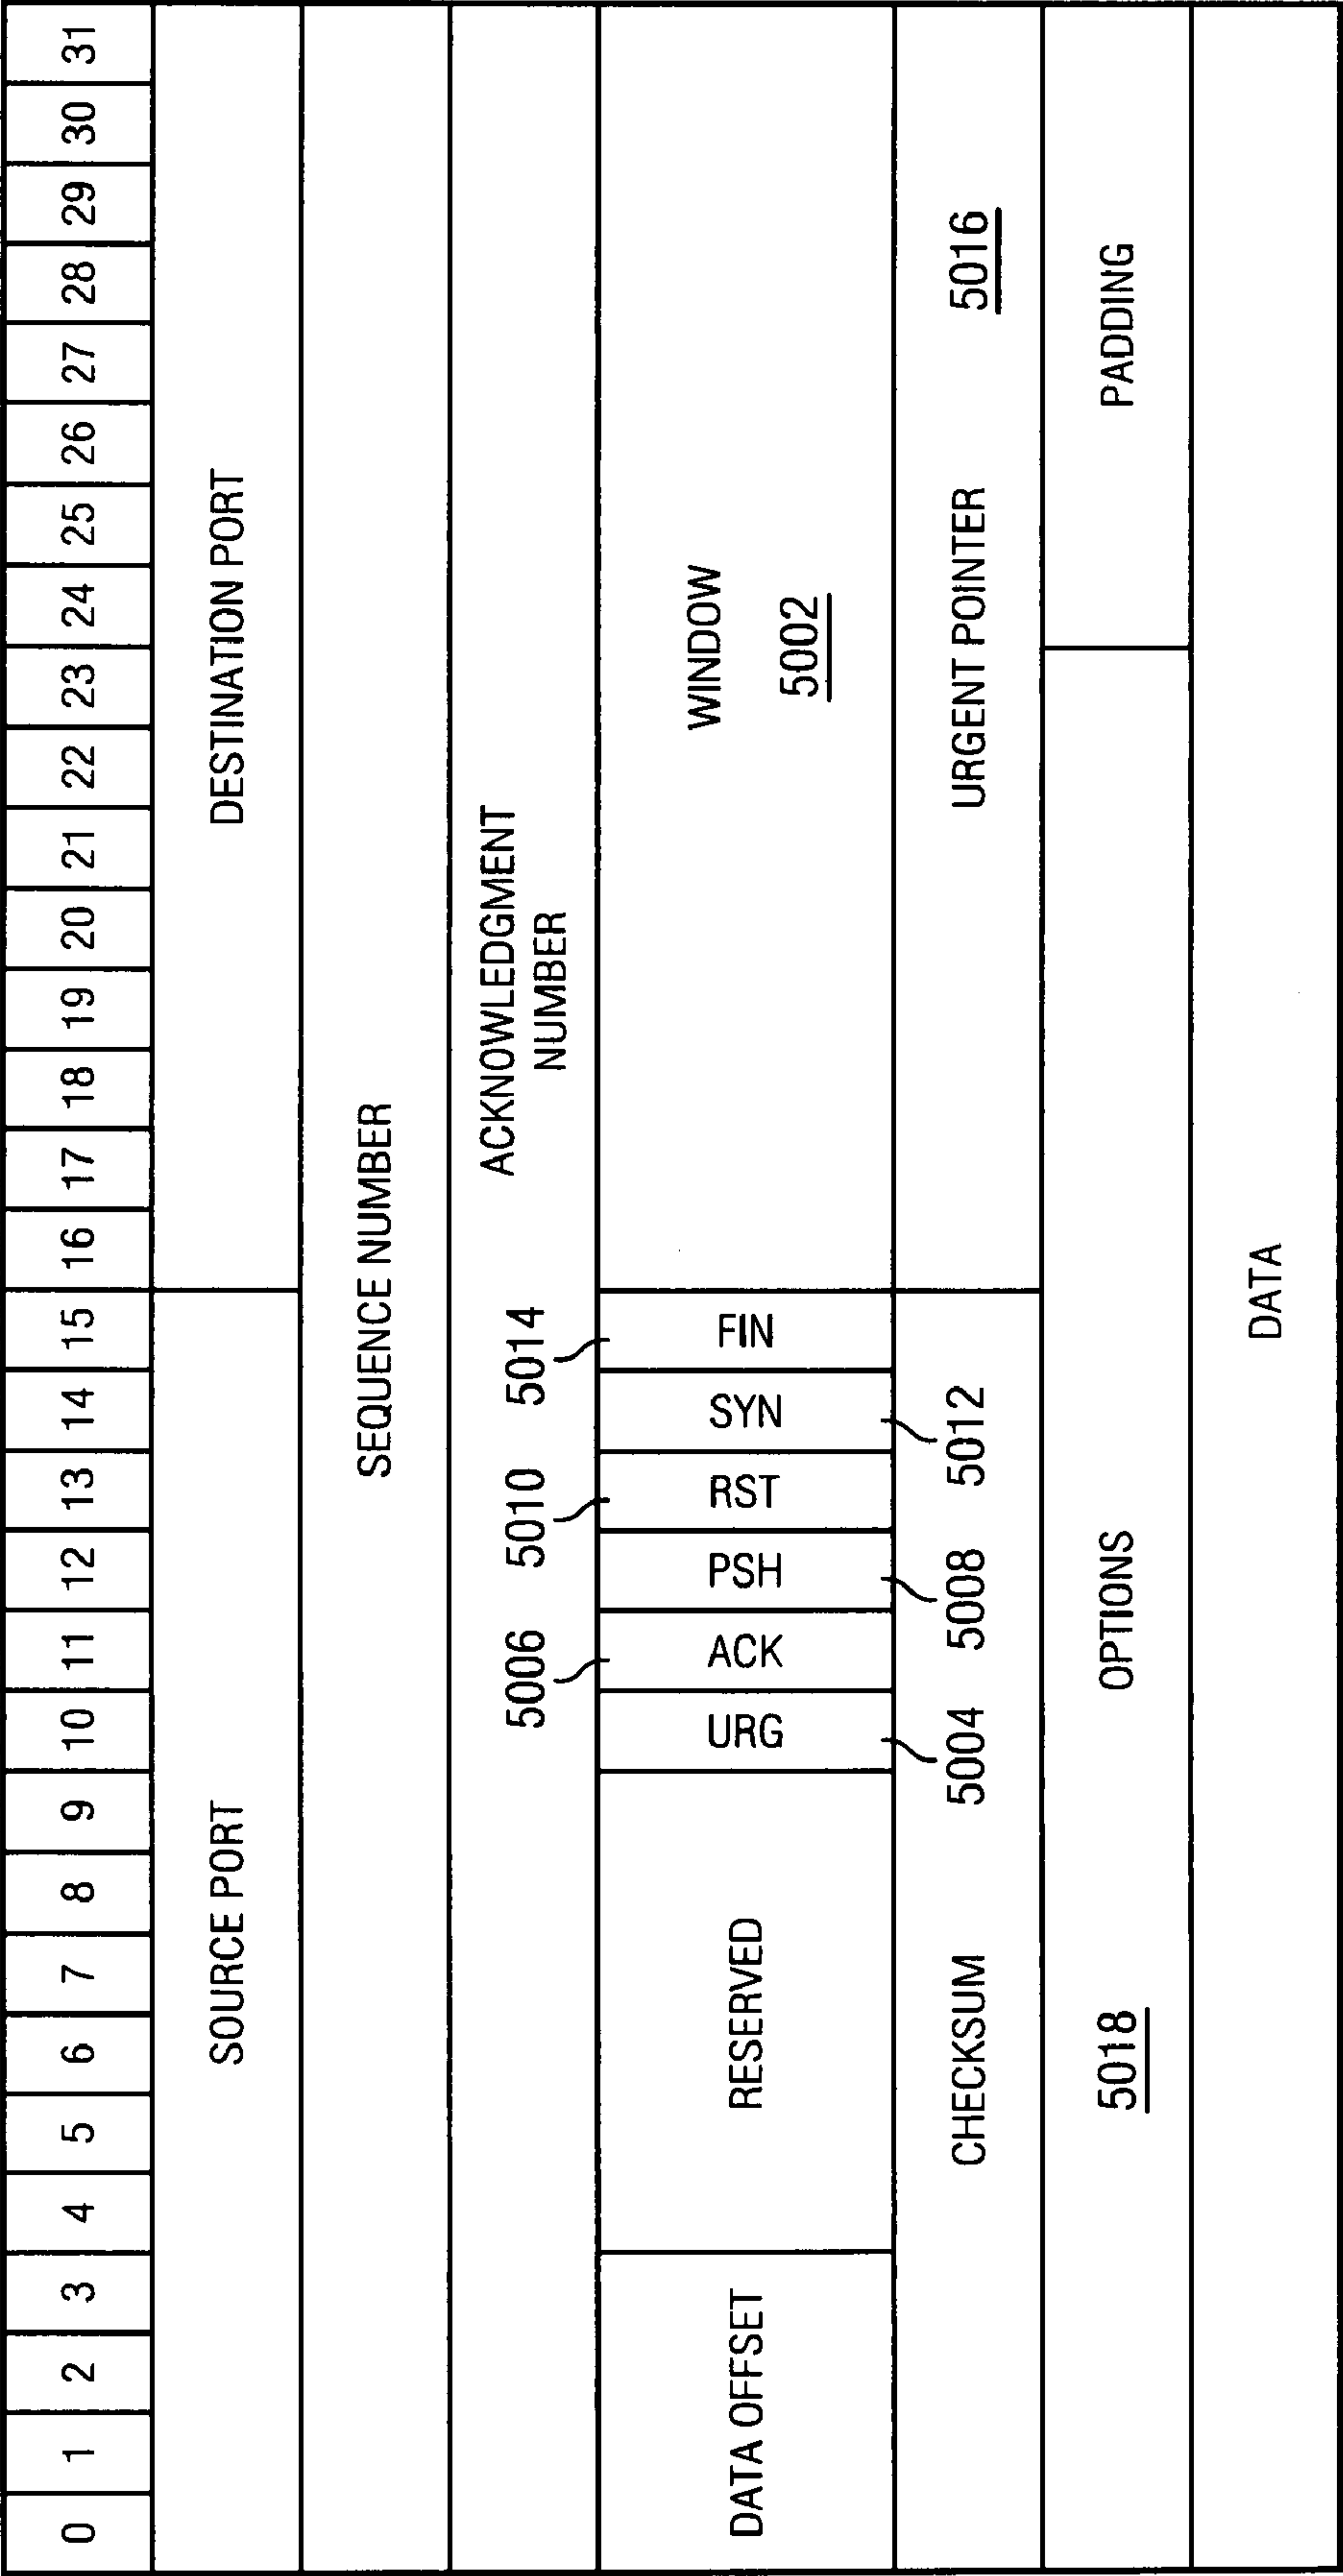 0 1 2 3 4 5 6 7 8 9 10 11 12 13 14 15 16 17 18 19 20 21 22 23 24 25 26 27 28 29 30 31
SOURCE PORT DESTINATION PORT
SEQUENCE NUMBER
ACKNOWLEDGMENT
NUMBER
5006 5010 5014
DATA OFFSET RESERVED URG ACK PSH RST SYN FIN WINDOW
5002
5004 5008 5012
CHECKSUM URGENT POINTER 5016
5018 OPTIONS PADDING
DATA